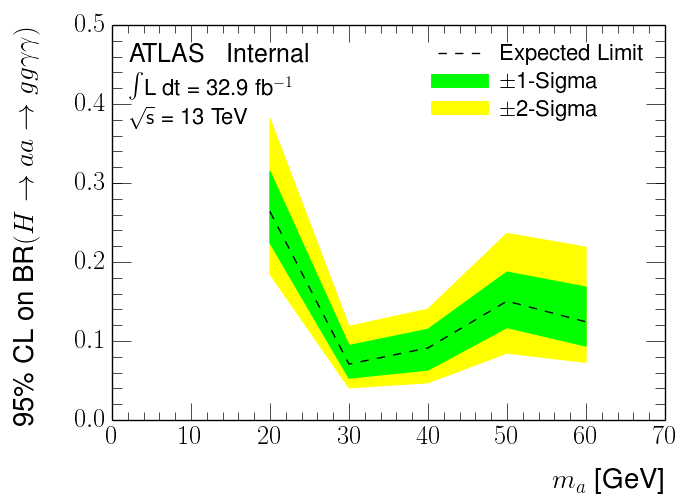 95% CL on BR(H → aa → ggγγ)
0.5
0.4
0.3
0.2
0.1
0.0
ATLAS Internal
∫L dt = 32.9 fb⁻¹
√s = 13 TeV
Expected Limit
±1-Sigma
±2-Sigma
0 10 20 30 40 50 60 70
mₐ [GeV]